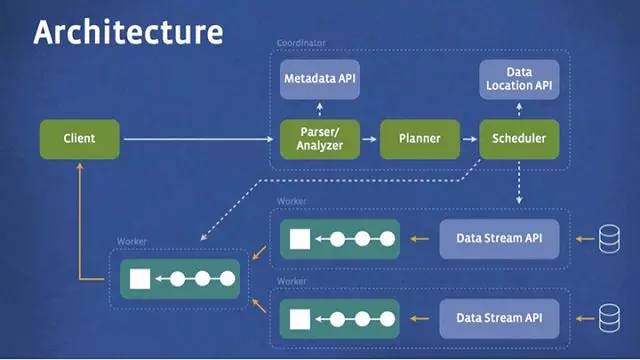 Architecture
Coordinator
Metadata API
Data
Location API
Client
Parser/
Analyzer
Planner
Scheduler
Worker
Data Stream API
Worker
Worker
Data Stream API